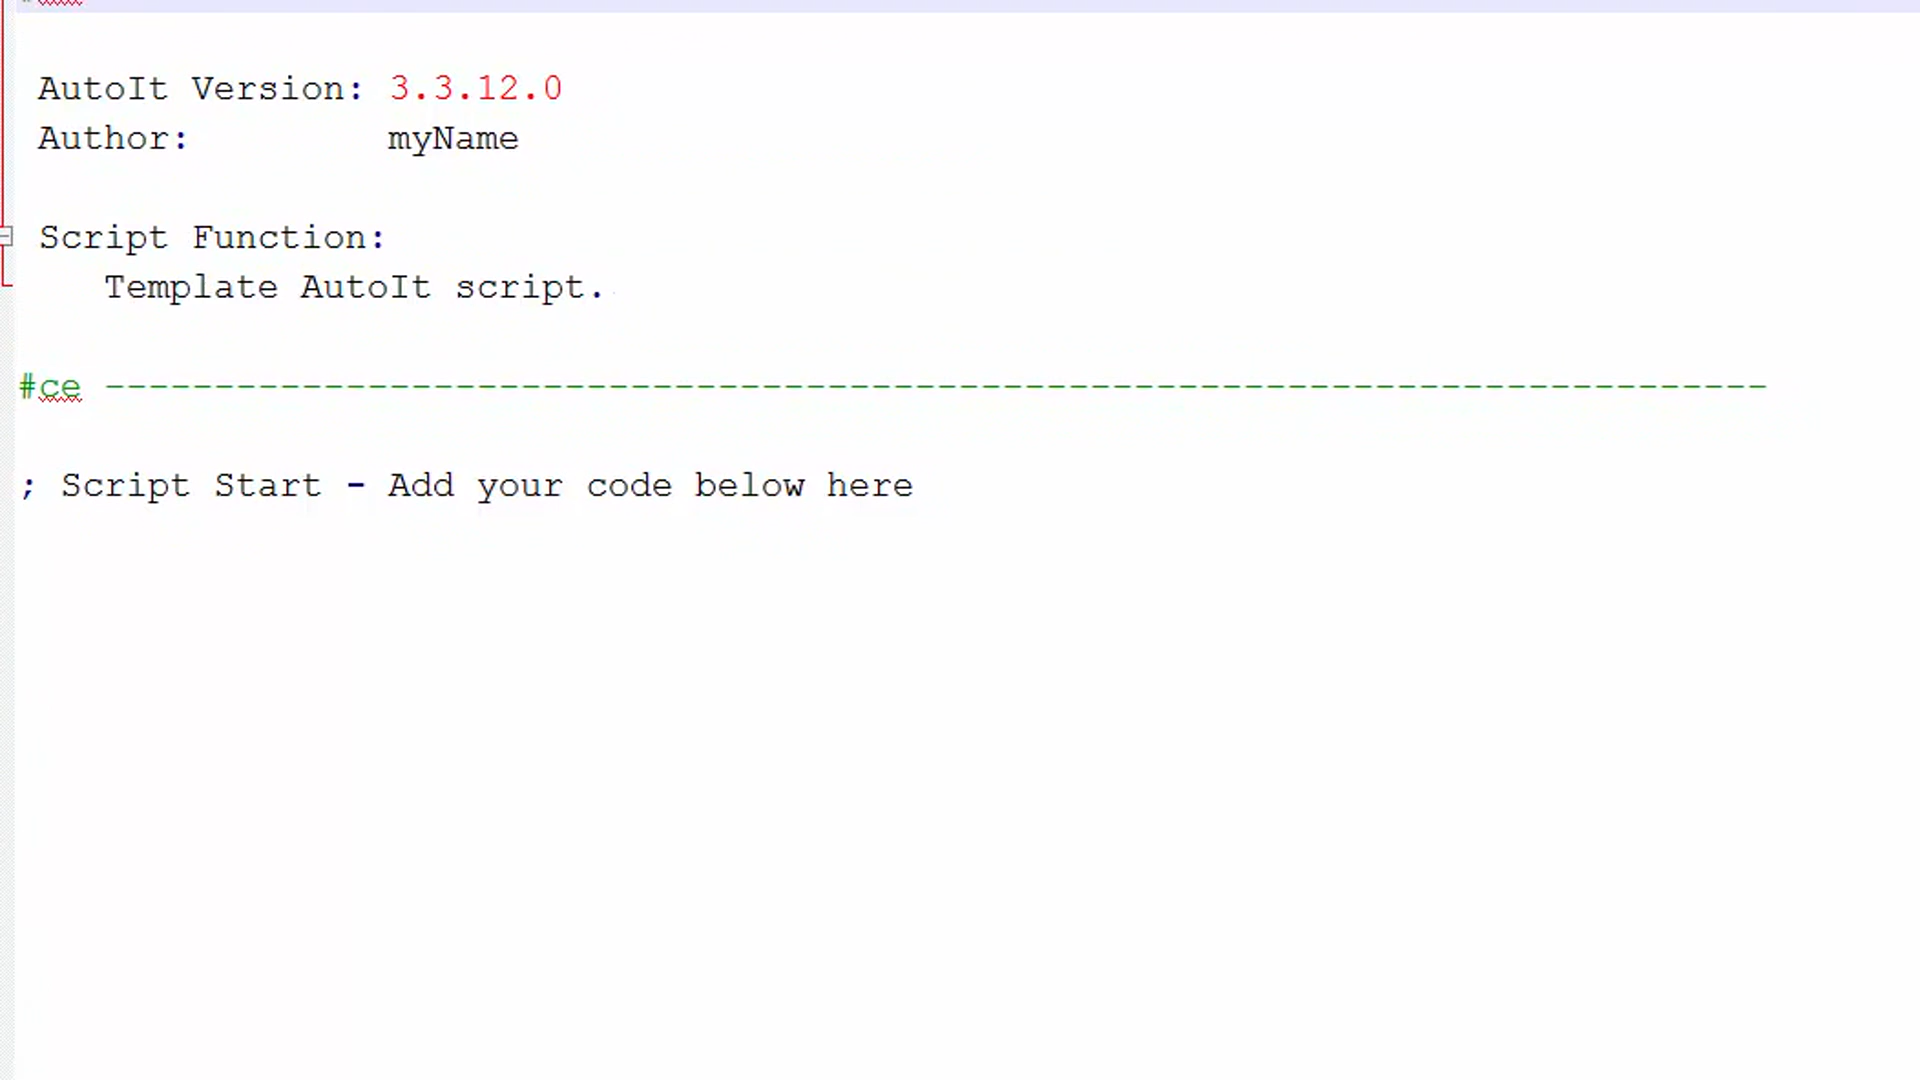 AutoIt Version: 3.3.12.0
Author: myName
Script Function:
Template AutoIt script.
#ce ----------------------------------------------------------------------------
; Script Start - Add your code below here